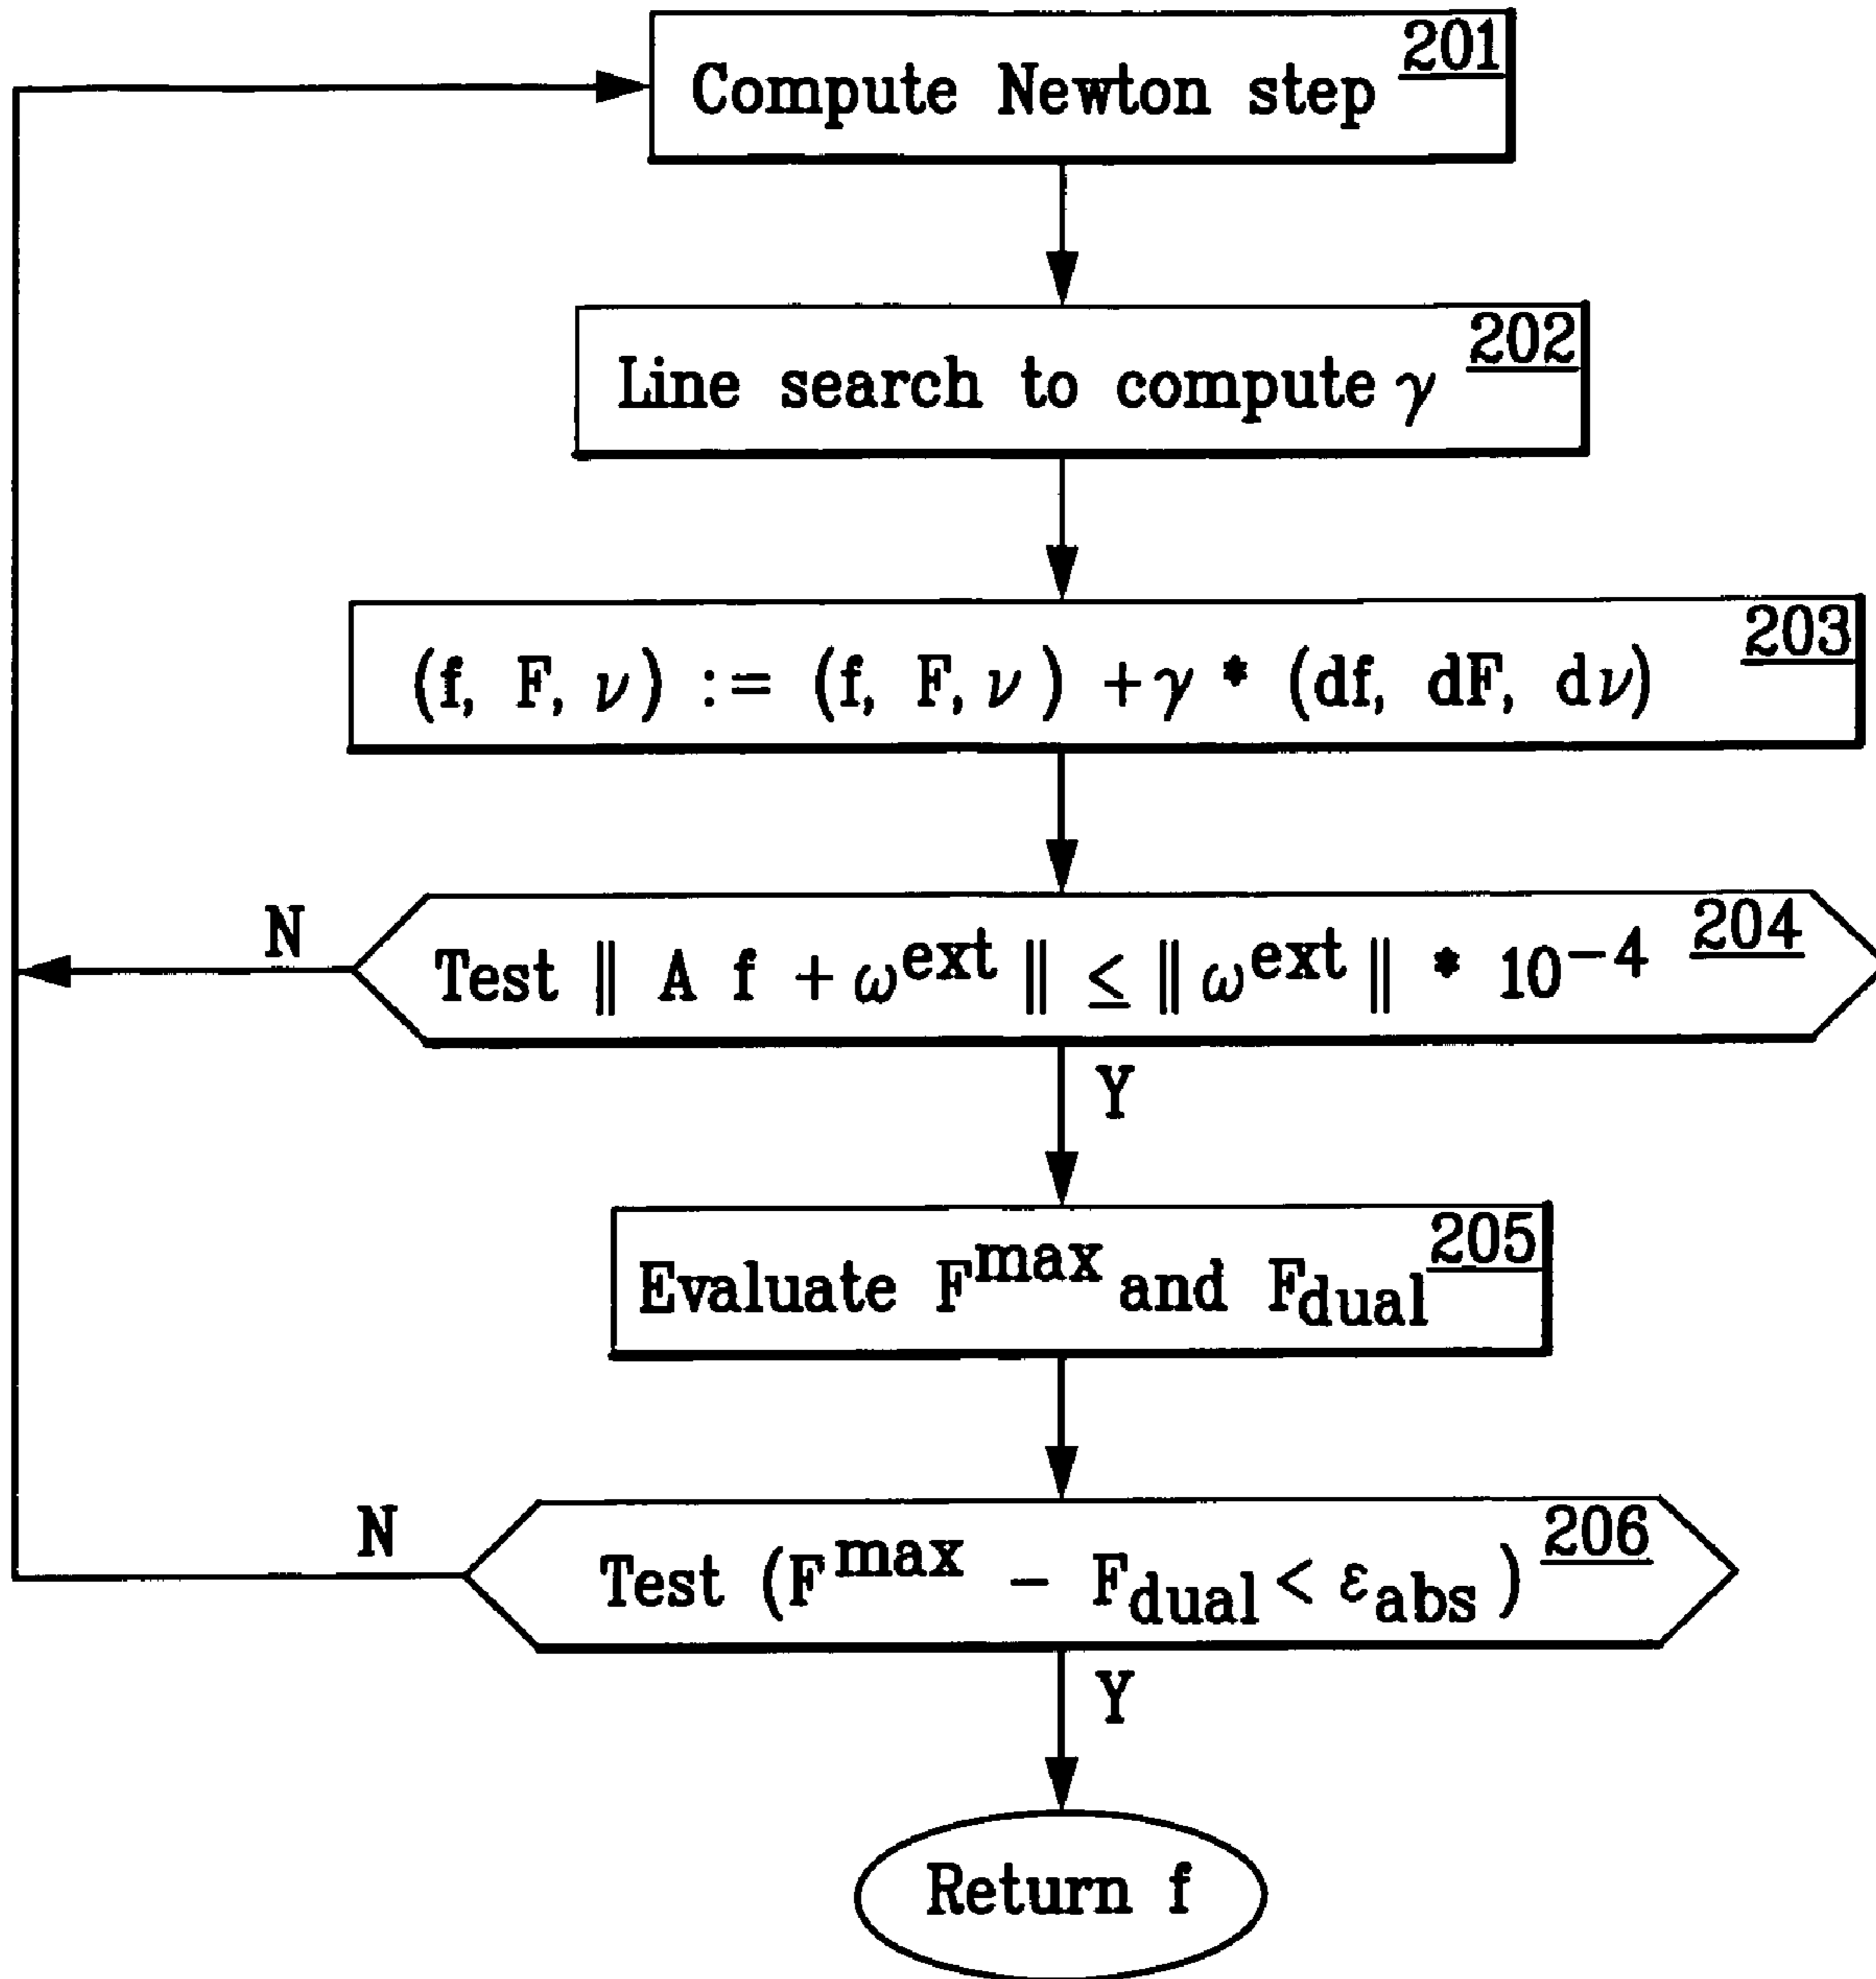 201
Compute Newton step
202
Line search to compute γ
203
(f, F, ν) := (f, F, ν) + γ * (df, dF, dν)
N
204
Test ‖ A f + ω^ext ‖ ≤ ‖ ω^ext ‖ * 10^-4
Y
205
Evaluate F^max and F_dual
N
206
Test (F^max - F_dual < ε_abs)
Y
Return f